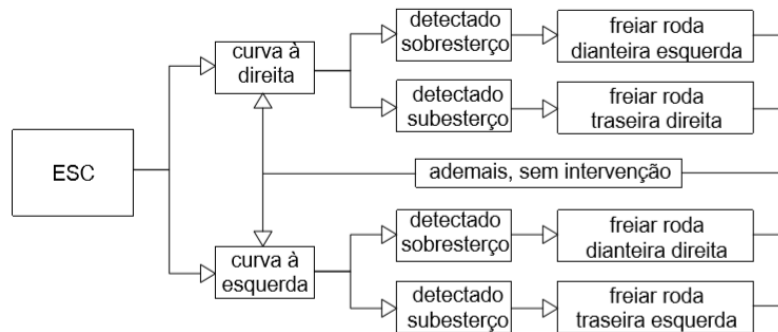 detectado
sobresterço
freiar roda
dianteira esquerda
curva à
direita
detectado
subesterço
freiar roda
traseira direita
ESC
ademais, sem intervenção
detectado
sobresterço
freiar roda
dianteira direita
curva à
esquerda
detectado
subesterço
freiar roda
traseira esquerda